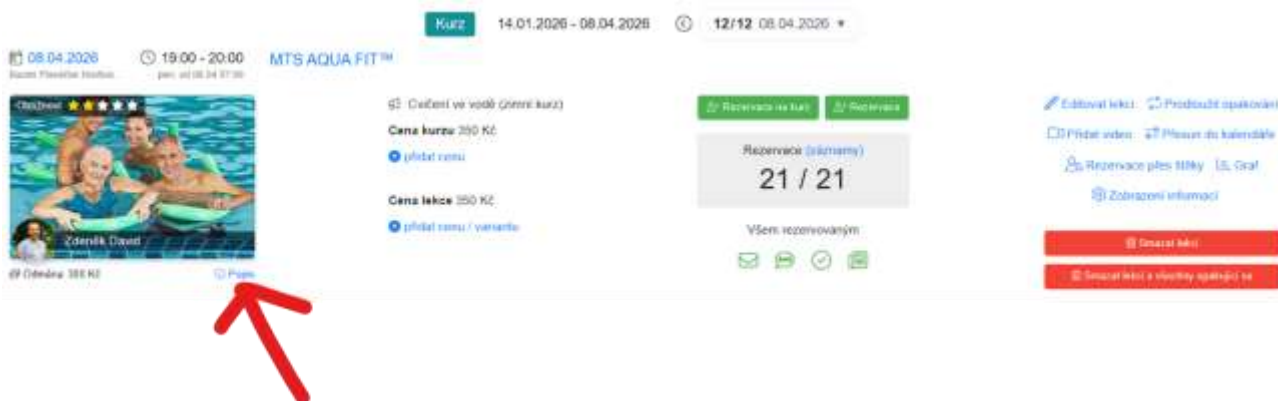 Kurz 14.01.2026 - 08.04.2026 12/12 08.04.2026
08.04.2026 19:00 - 20:00 MTS AQUA FIT™
Obtížnost
Zdeněk David
Odměna: 388 Kč Popis
Cvičení ve vodě (zimní kurz)
Cena kurzu 350 Kč
přidat cenu
Cena lekce 350 Kč
přidat cenu / variantu
Rezervace na kurz Rezervace
Rezervace (záznamy)
21 / 21
Všem rezervovaným
Editovat lekci Prodloužit opakování
Přidat video Přesun do kalendáře
Rezervace přes štítky Graf
Zobrazení informací
Smazat lekci
Smazat lekci a všechny opakující se